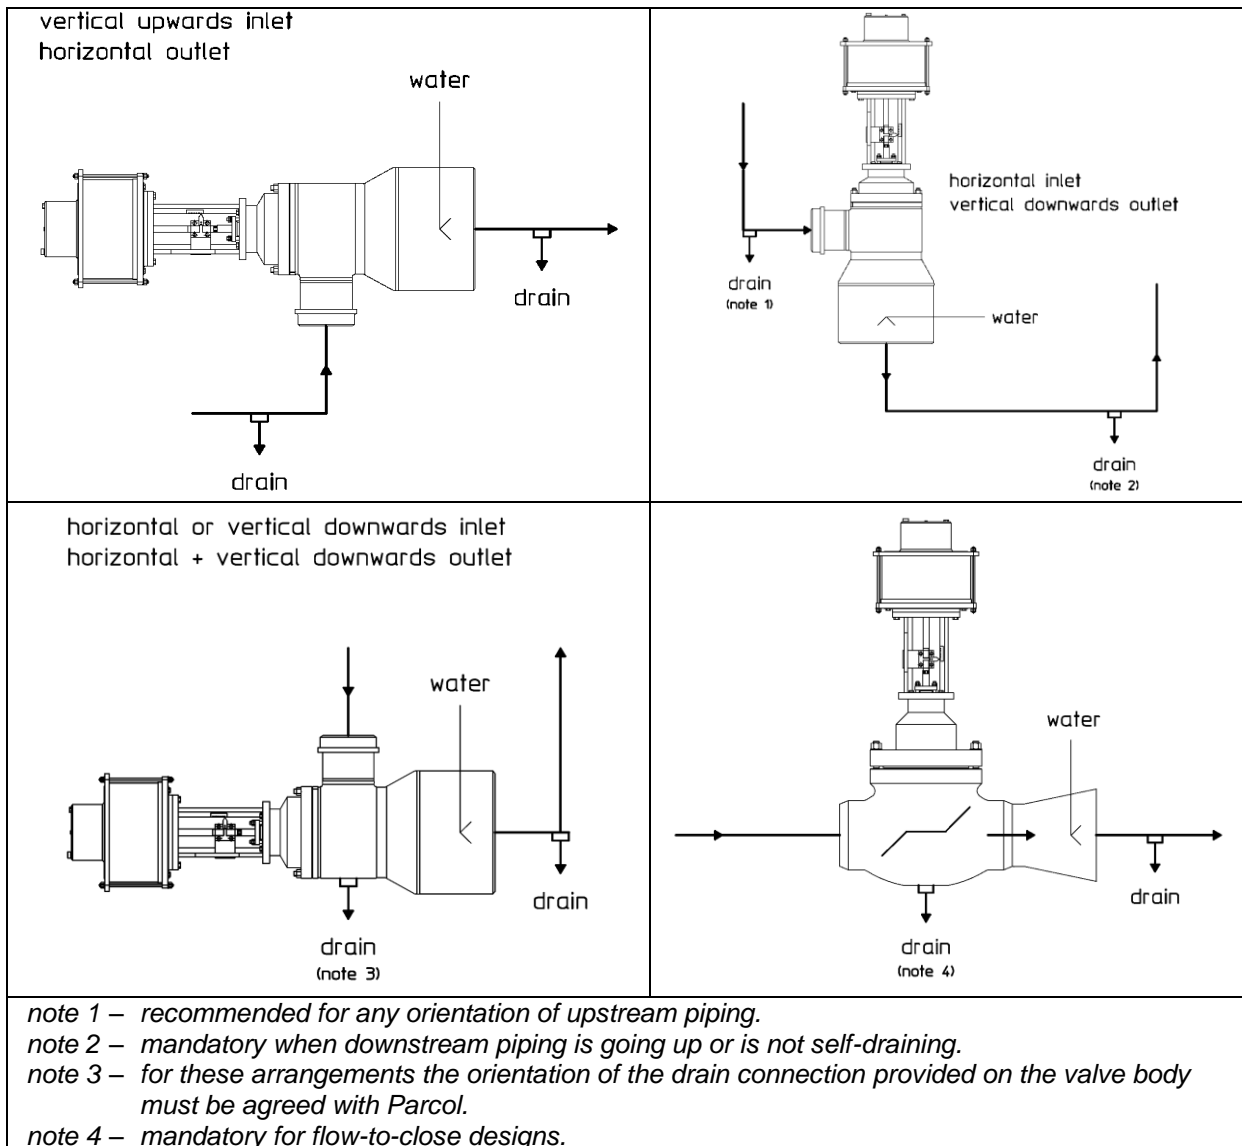 vertical upwards inlet
horizontal outlet
water
drain
drain
horizontal inlet
vertical downwards outlet
drain
(note 1)
water
drain
(note 2)
horizontal or vertical downwards inlet
horizontal + vertical downwards outlet
water
drain
drain
(note 3)
water
drain
drain
(note 4)
note 1 – recommended for any orientation of upstream piping.
note 2 – mandatory when downstream piping is going up or is not self-draining.
note 3 – for these arrangements the orientation of the drain connection provided on the valve body
must be agreed with Parcol.
note 4 – mandatory for flow-to-close designs.